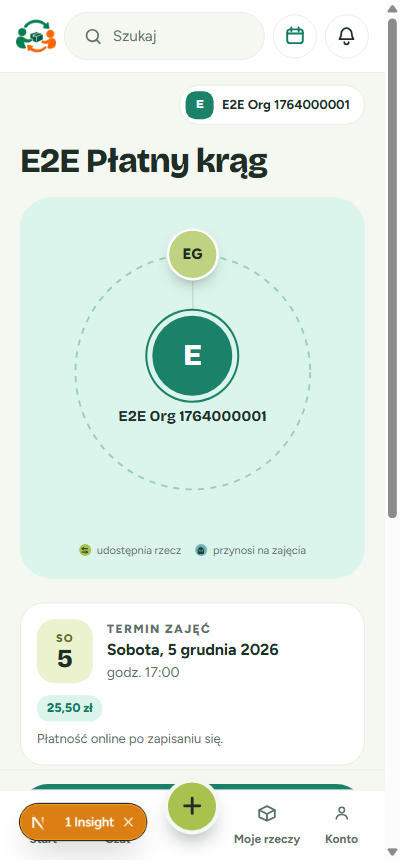 Szukaj
E E2E Org 1764000001
E2E Płatny krąg
EG
E
E2E Org 1764000001
udostępnia rzecz przynosi na zajęcia
SO
5
TERMIN ZAJĘĆ
Sobota, 5 grudnia 2026
godz. 17:00
25,50 zł
Płatność online po zapisaniu się.
N 1 Insight
Start Czat Moje rzeczy Konto